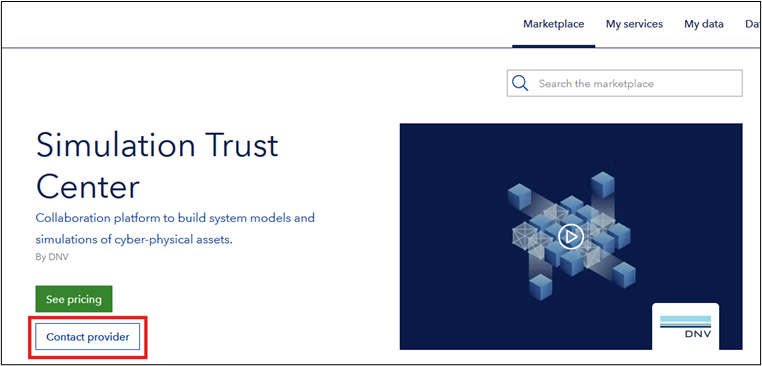 Marketplace My services My data Da
Search the marketplace
Simulation Trust
Center
Collaboration platform to build system models and
simulations of cyber-physical assets.
By DNV
See pricing
Contact provider
DNV